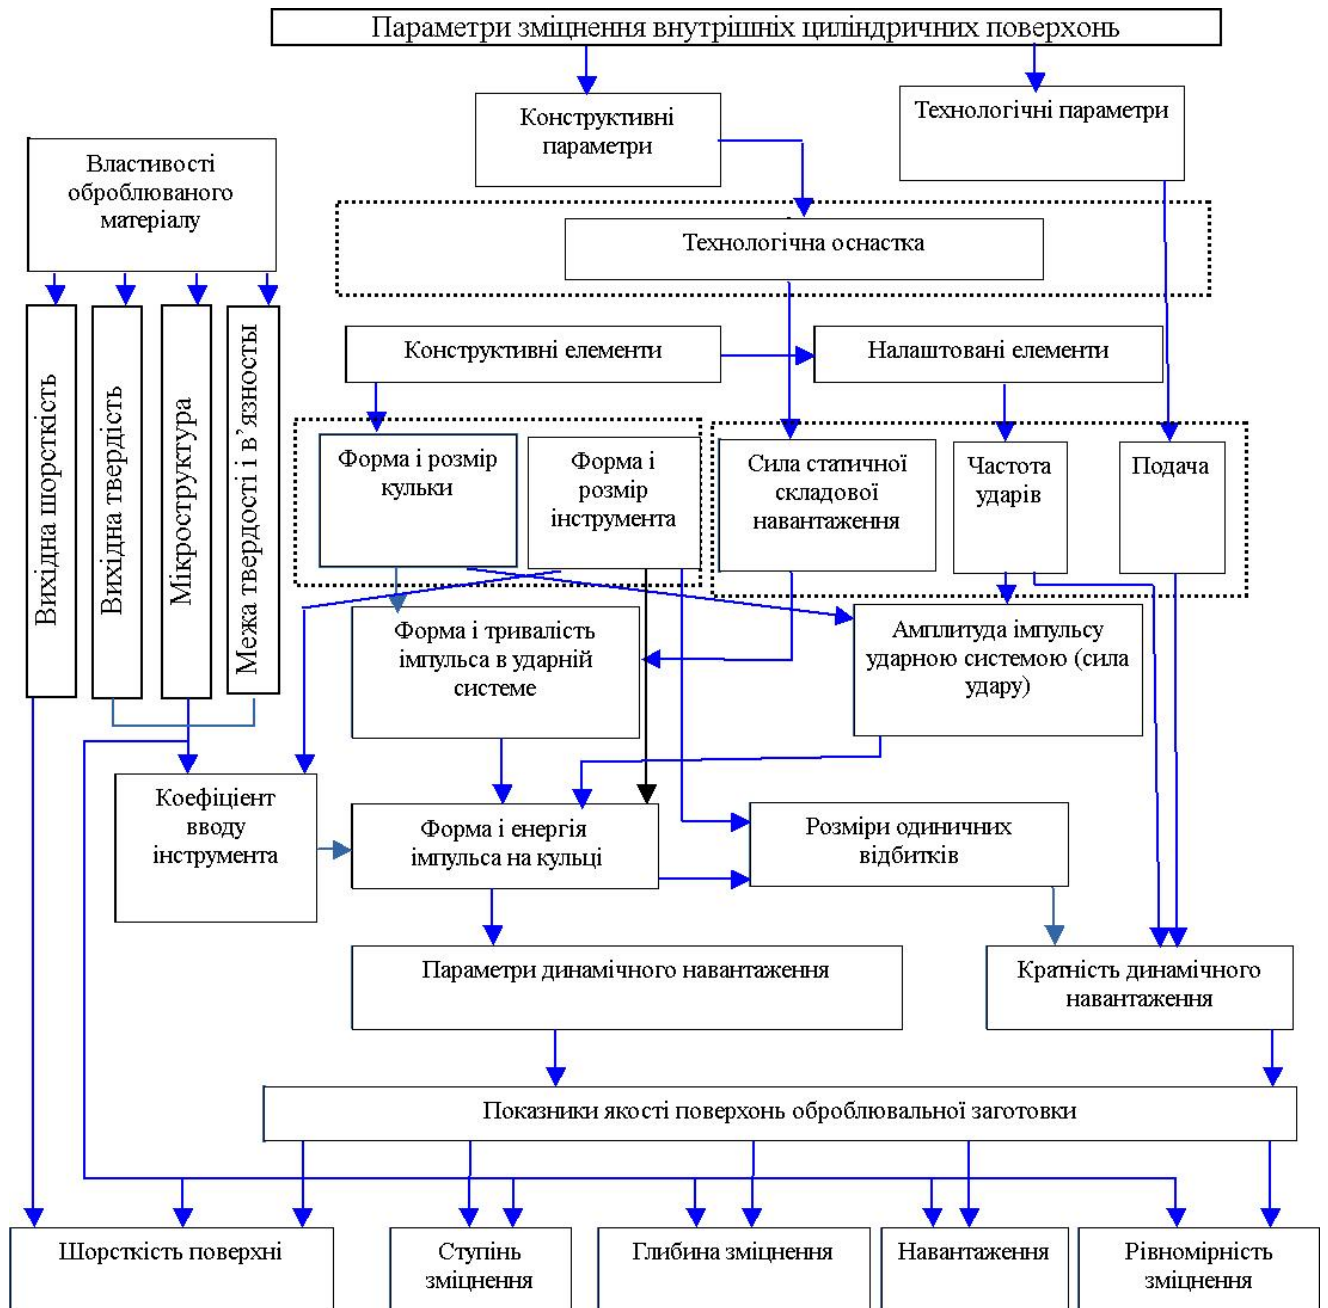 Параметри зміцнення внутрішніх циліндричних поверхонь
Конструктивні
параметри
Технологічні параметри
Властивості
оброблюваного
матеріалу
Технологічна оснастка
Вихідна шорсткість
Вихідна твердість
Мікроструктура
Межа твердості і в’язносты
Конструктивні елементи
Налаштовані елементи
Форма і розмір
кульки
Форма і
розмір
інструмента
Сила статичної
складової
навантаження
Частота
ударів
Подача
Форма і тривалість
імпульса в ударній
системе
Амплитуда імпульсу
ударною системою (сила
удару)
Коефіціент
вводу
інструмента
Форма і енергія
імпульса на кульці
Розміри одиничних
відбитків
Параметри динамічного навантаження
Кратність динамічного
навантаження
Показники якості поверхонь оброблювальної заготовки
Шорсткість поверхні
Ступінь
зміцнення
Глибина зміцнення
Навантаження
Рівномірність
зміцнення